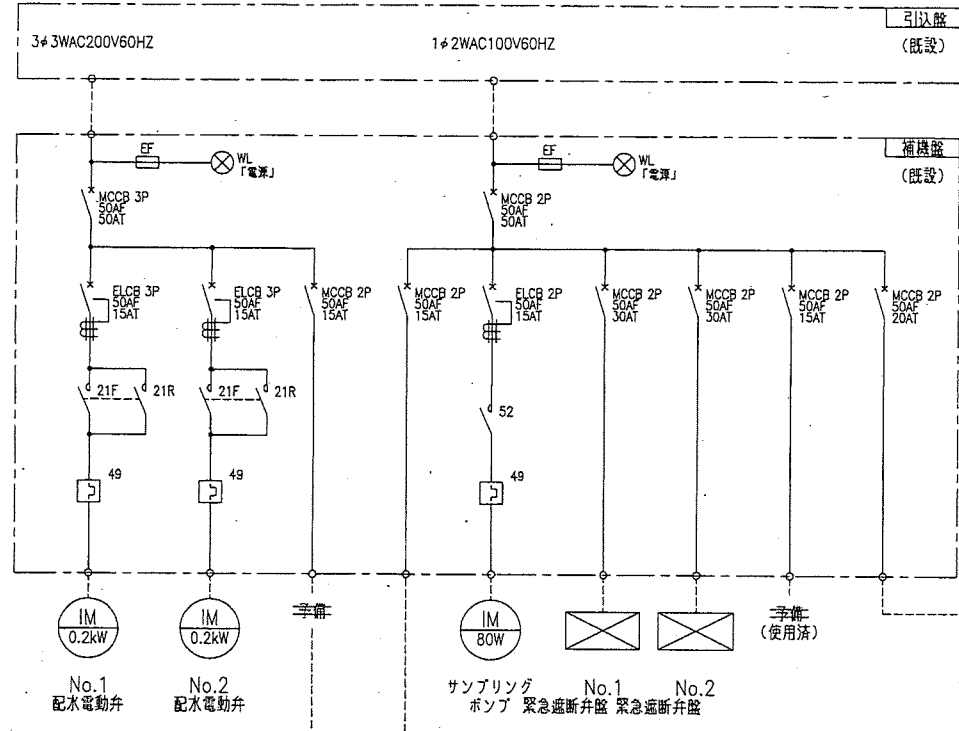 引込盤
3φ3WAC200V60HZ
1φ2WAC100V60HZ
(既設)
補機盤
(既設)
EF
WL
「電源」
EF
WL
「電源」
MCCB 3P
50AF
50AT
MCCB 2P
50AF
50AT
ELCB 3P
50AF
15AT
ELCB 3P
50AF
15AT
MCCB 2P
50AF
15AT
MCCB 2P
50AF
15AT
ELCB 2P
50AF
15AT
MCCB 2P
50AF
30AT
MCCB 2P
50AF
30AT
MCCB 2P
50AF
15AT
MCCB 2P
50AF
20AT
21F
21R
21F
21R
52
49
49
49
IM
0.2kW
IM
0.2kW
予備
IM
80W
予備
(使用済)
No.1
配水電動弁
No.2
配水電動弁
サンプリング
ポンプ
No.1
緊急遮断弁盤
No.2
緊急遮断弁盤